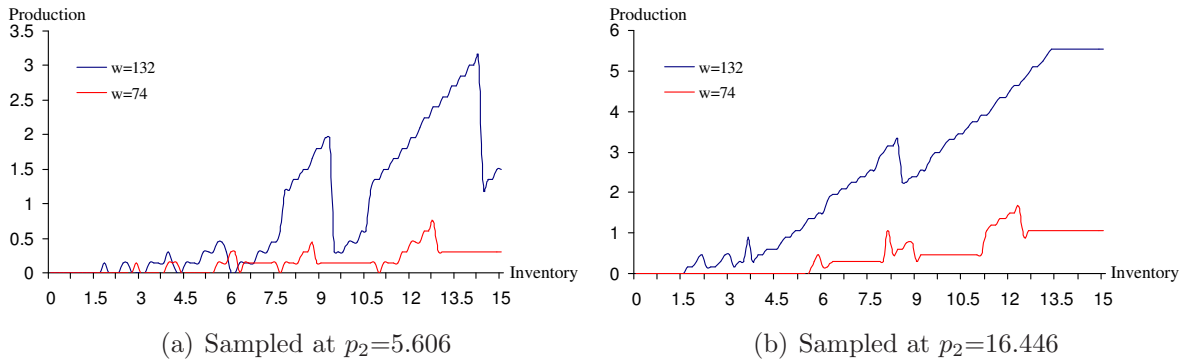 Production
3.5
3
2.5
2
1.5
1
0.5
0
w=132
w=74
0 1.5 3 4.5 6 7.5 9 10.5 12 13.5 15
Inventory
(a) Sampled at p2=5.606
Production
6
5
4
3
2
1
0
w=132
w=74
0 1.5 3 4.5 6 7.5 9 10.5 12 13.5 15
Inventory
(b) Sampled at p2=16.446